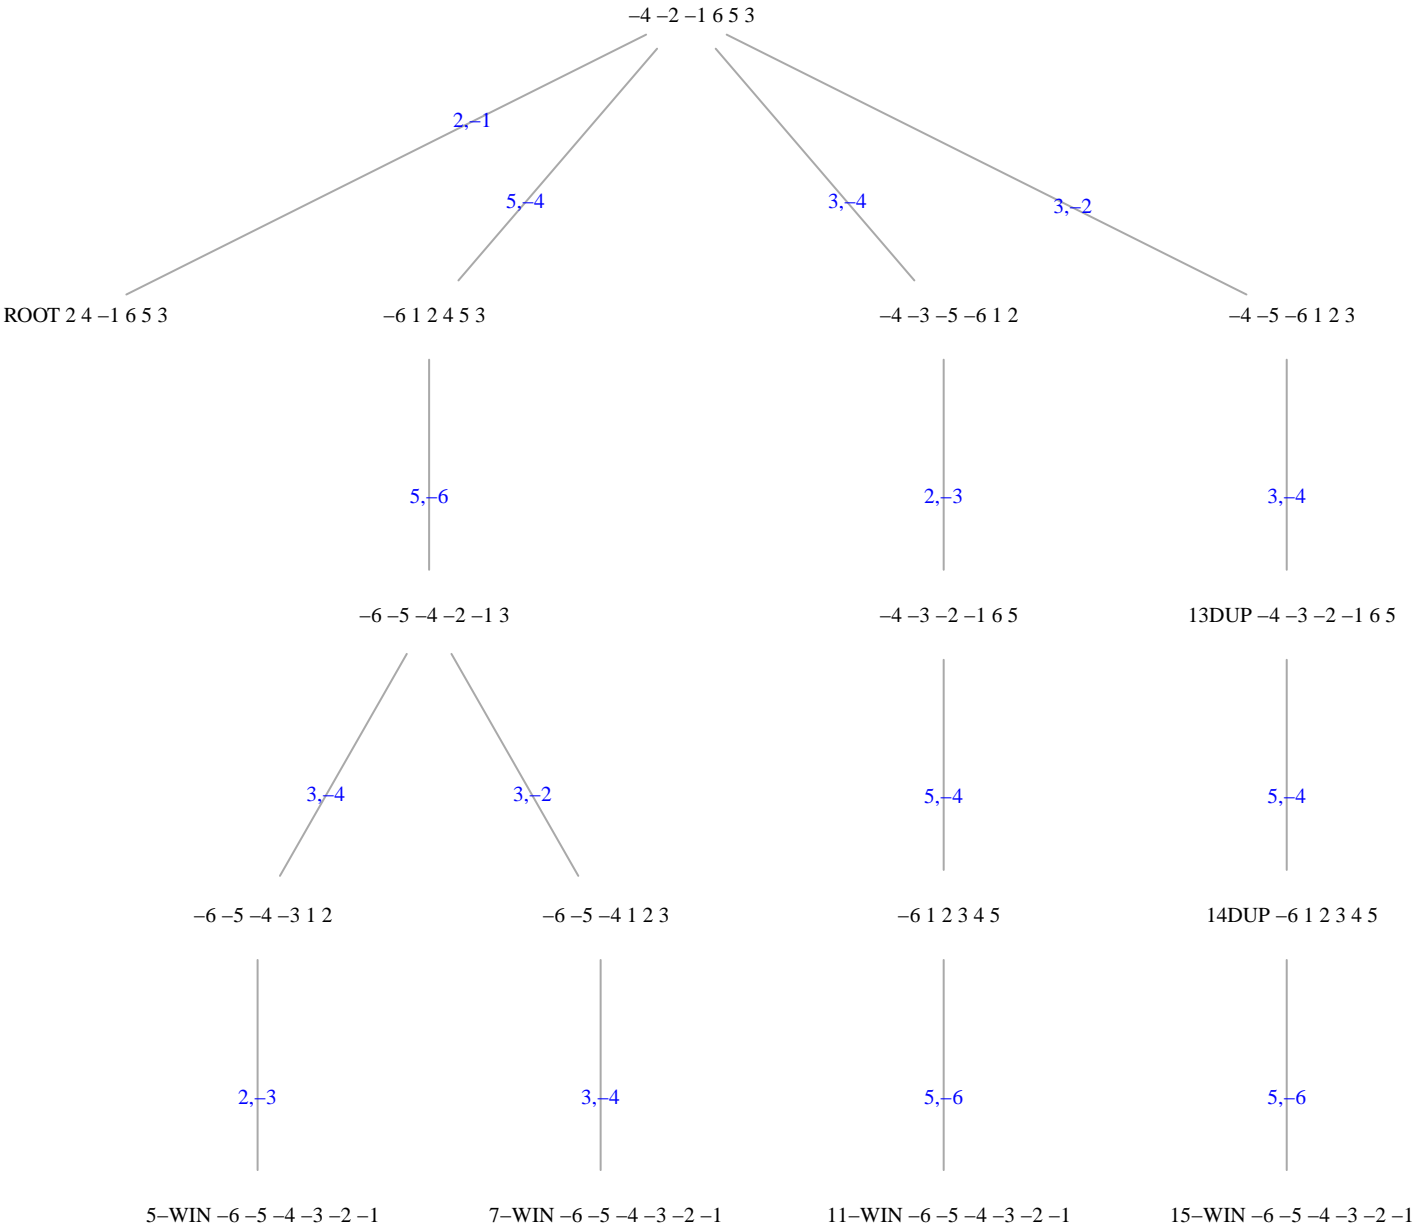 −4 −2 −1 6 5 3
2,−1
5,−4
3,−4
3,−2
ROOT 2 4 −1 6 5 3
−6 1 2 4 5 3
−4 −3 −5 −6 1 2
−4 −5 −6 1 2 3
5,−6
2,−3
3,−4
−6 −5 −4 −2 −1 3
−4 −3 −2 −1 6 5
13DUP −4 −3 −2 −1 6 5
3,−4
3,−2
5,−4
5,−4
−6 −5 −4 −3 1 2
−6 −5 −4 1 2 3
−6 1 2 3 4 5
14DUP −6 1 2 3 4 5
2,−3
3,−4
5,−6
5,−6
5−WIN −6 −5 −4 −3 −2 −1
7−WIN −6 −5 −4 −3 −2 −1
11−WIN −6 −5 −4 −3 −2 −1
15−WIN −6 −5 −4 −3 −2 −1